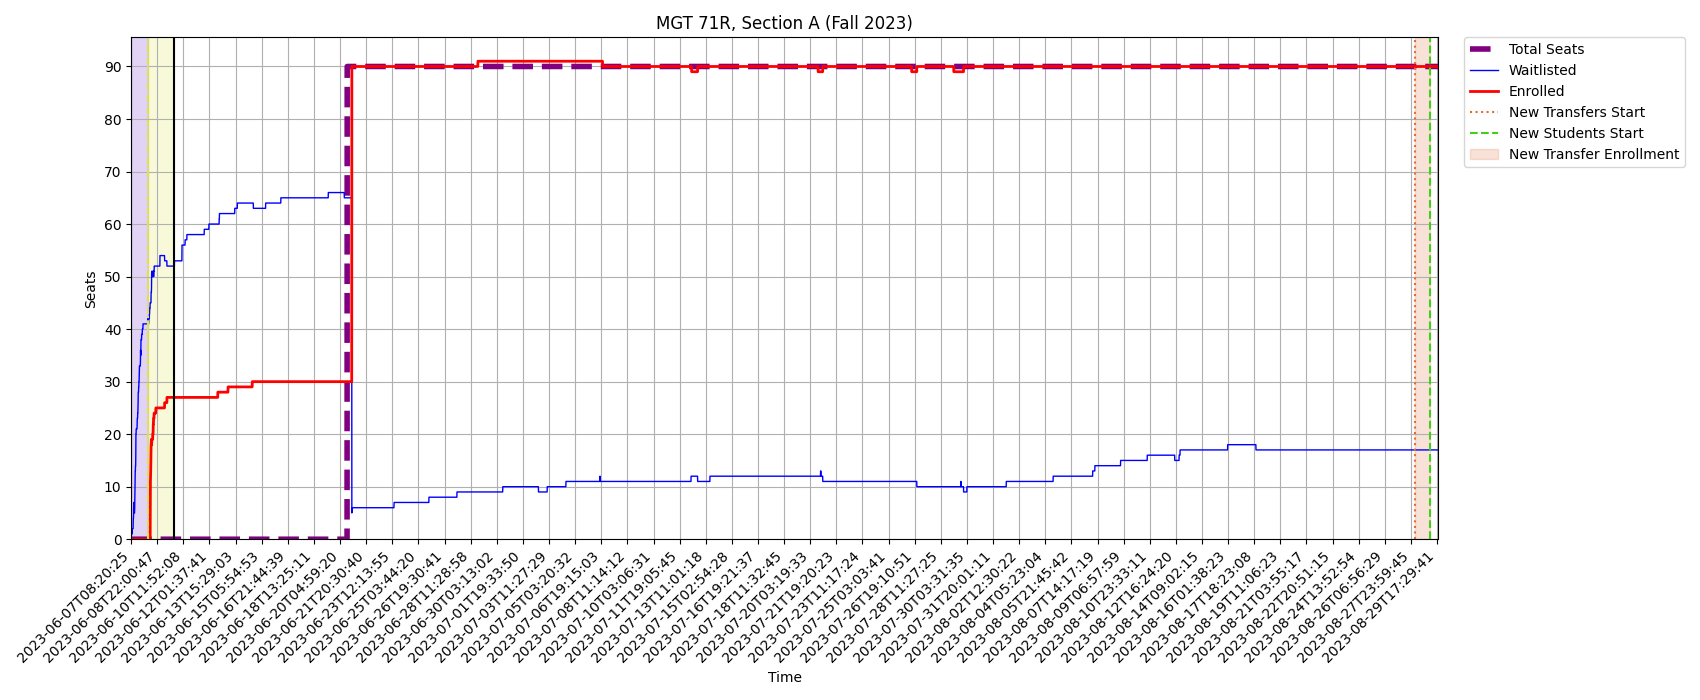 MGT 71R, Section A (Fall 2023)
Total Seats
Waitlisted
Enrolled
New Transfers Start
New Students Start
New Transfer Enrollment
Seats
90
80
70
60
50
40
30
20
10
0
2023-06-07T08:20:25
2023-06-08T22:00:47
2023-06-10T11:52:08
2023-06-12T01:37:41
2023-06-13T15:29:03
2023-06-15T05:54:53
2023-06-16T21:44:39
2023-06-18T13:25:11
2023-06-20T04:59:20
2023-06-21T20:30:40
2023-06-23T12:13:55
2023-06-25T03:44:20
2023-06-26T19:30:41
2023-06-28T11:28:58
2023-06-30T03:13:02
2023-07-01T19:33:50
2023-07-03T11:27:29
2023-07-05T03:20:32
2023-07-06T19:15:03
2023-07-08T11:14:12
2023-07-10T03:06:31
2023-07-11T19:05:45
2023-07-13T11:01:18
2023-07-15T02:54:28
2023-07-16T19:21:37
2023-07-18T11:32:45
2023-07-20T03:19:33
2023-07-21T19:20:23
2023-07-23T11:17:24
2023-07-25T03:03:41
2023-07-26T19:10:51
2023-07-28T11:27:25
2023-07-30T03:31:35
2023-07-31T20:01:11
2023-08-02T12:30:22
2023-08-04T05:23:04
2023-08-05T21:45:42
2023-08-07T14:17:19
2023-08-09T06:57:59
2023-08-10T23:33:11
2023-08-12T16:24:20
2023-08-14T09:02:15
2023-08-16T01:38:23
2023-08-17T18:23:08
2023-08-19T11:06:23
2023-08-21T03:55:17
2023-08-22T20:51:15
2023-08-24T13:52:54
2023-08-26T06:56:29
2023-08-27T23:59:45
2023-08-29T17:29:41
Time